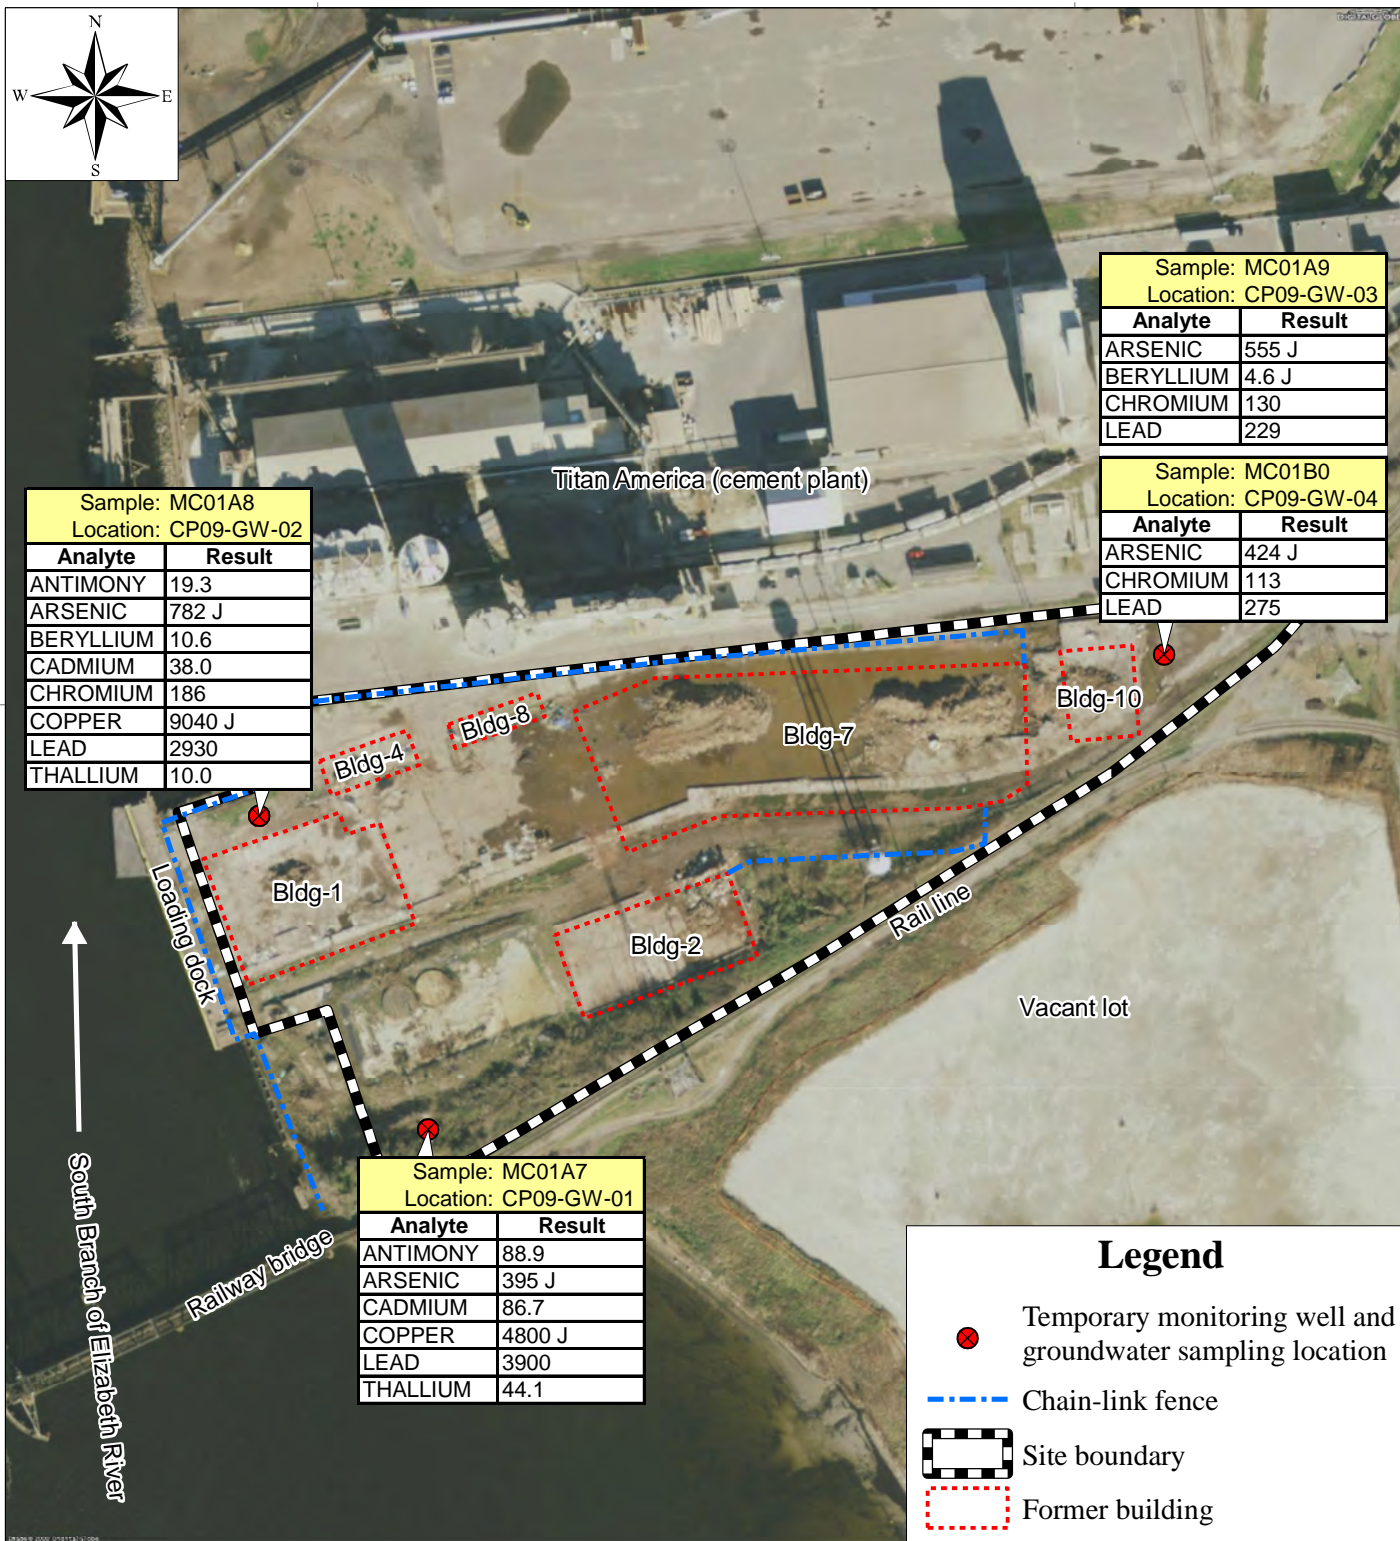 N
W E
S
DIGITALGLOBE
Sample: MC01A9
Location: CP09-GW-03
Analyte Result
ARSENIC 555 J
BERYLLIUM 4.6 J
CHROMIUM 130
LEAD 229
Sample: MC01B0
Location: CP09-GW-04
Analyte Result
ARSENIC 424 J
CHROMIUM 113
LEAD 275
Titan America (cement plant)
Sample: MC01A8
Location: CP09-GW-02
Analyte Result
ANTIMONY 19.3
ARSENIC 782 J
BERYLLIUM 10.6
CADMIUM 38.0
CHROMIUM 186
COPPER 9040 J
LEAD 2930
THALLIUM 10.0
Bldg-10
Bldg-8
Bldg-7
Bldg-4
Bldg-1
Bldg-2
Loading dock
Rail line
Vacant lot
South Branch of Elizabeth River
Railway bridge
Sample: MC01A7
Location: CP09-GW-01
Analyte Result
ANTIMONY 88.9
ARSENIC 395 J
CADMIUM 86.7
COPPER 4800 J
LEAD 3900
THALLIUM 44.1
Legend
Temporary monitoring well and
groundwater sampling location
Chain-link fence
Site boundary
Former building